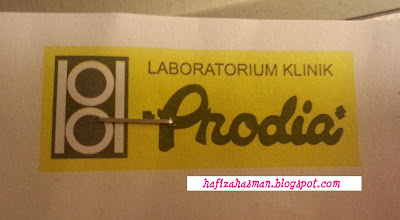 LABORATORIUM KLINIK
Prodia
hafizahasman.blogspot.com